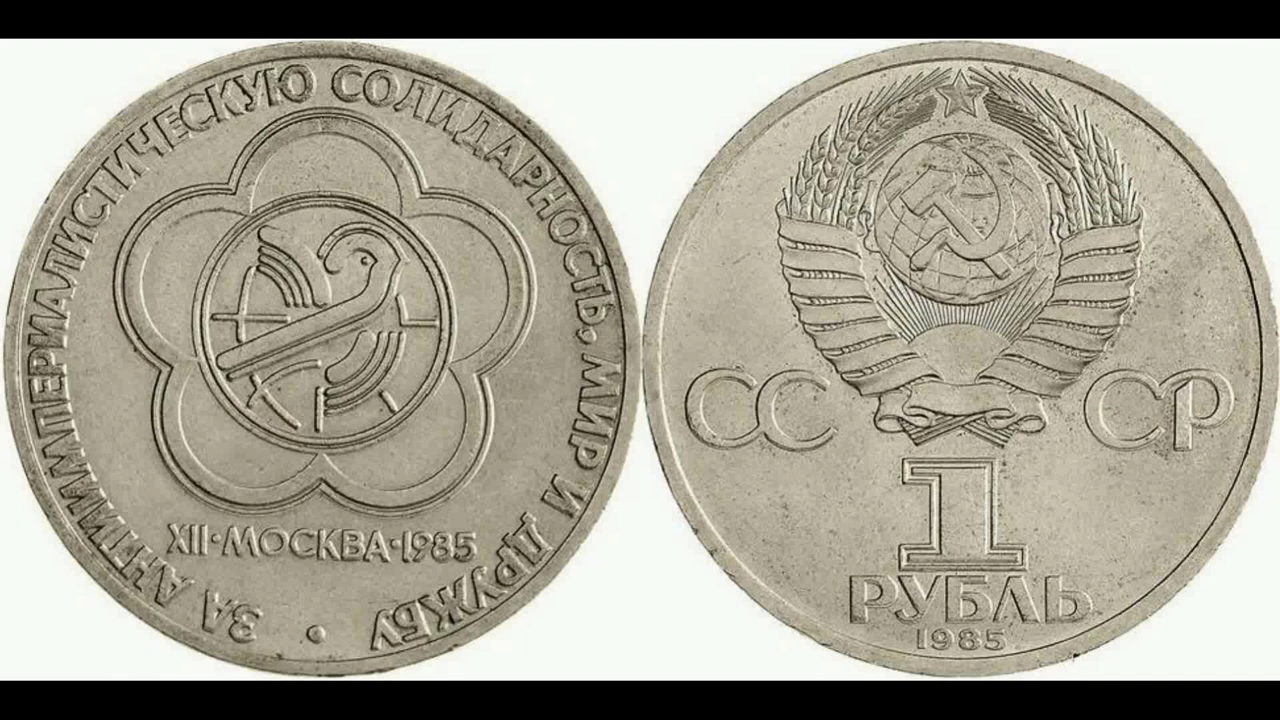 ЗА АНТИИМПЕРИАЛИСТИЧЕСКУЮ СОЛИДАРНОСТЬ, МИР И ДРУЖБУ •
XII•МОСКВА•1985
СС СР
1
РУБЛЬ
1985